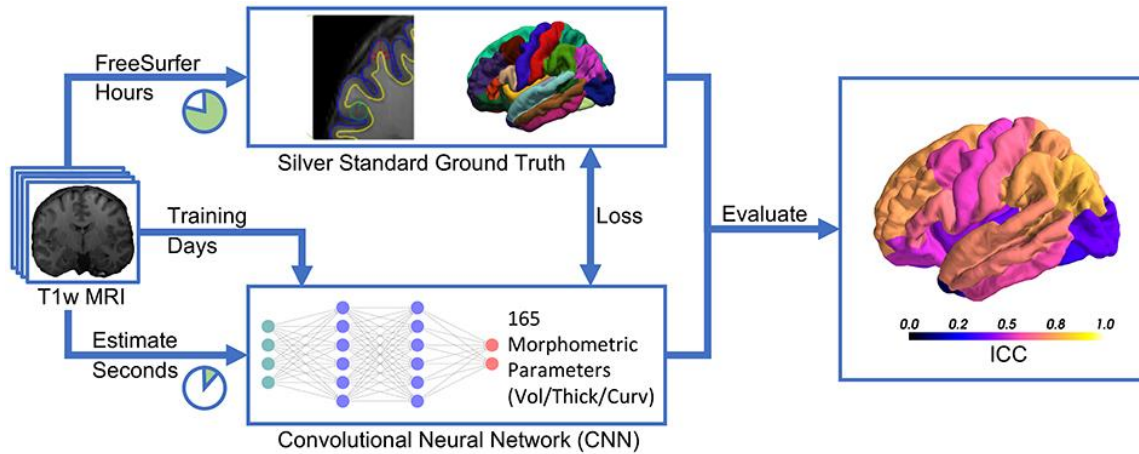 FreeSurfer
Hours
Silver Standard Ground Truth
Training
Days
Loss
Evaluate
T1w MRI
Estimate
Seconds
165
Morphometric
Parameters
(Vol/Thick/Curv)
Convolutional Neural Network (CNN)
0.0 0.2 0.5 0.8 1.0
ICC